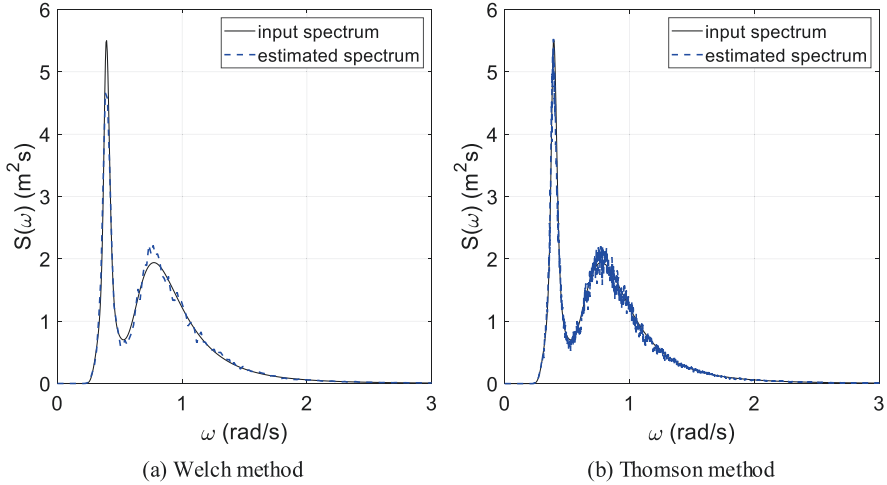 6
5
4
3
2
1
0
S(ω) (m²s)
input spectrum
estimated spectrum
0 1 2 3
ω (rad/s)
(a) Welch method
6
5
4
3
2
1
0
S(ω) (m²s)
input spectrum
estimated spectrum
0 1 2 3
ω (rad/s)
(b) Thomson method